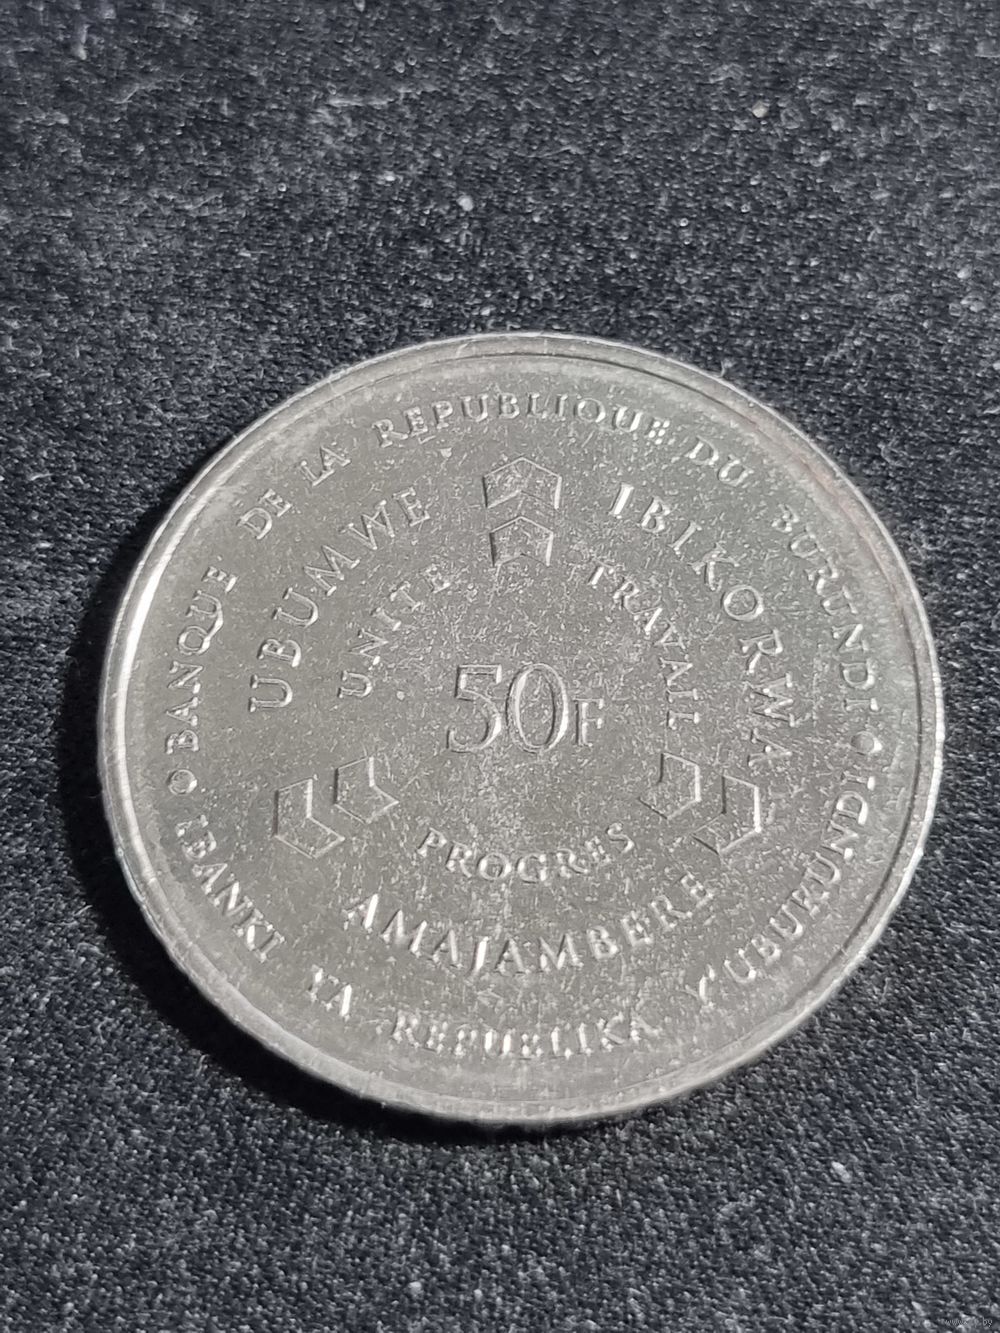 BANQUE DE LA REPUBLIQUE DU BURUNDI
UBUMWE
IBIKORWA
UNITE
TRAVAIL
50F
PROGRES
AMAJAMBERE
IBANKI YA REPUBLIKA Y'UBURUNDI